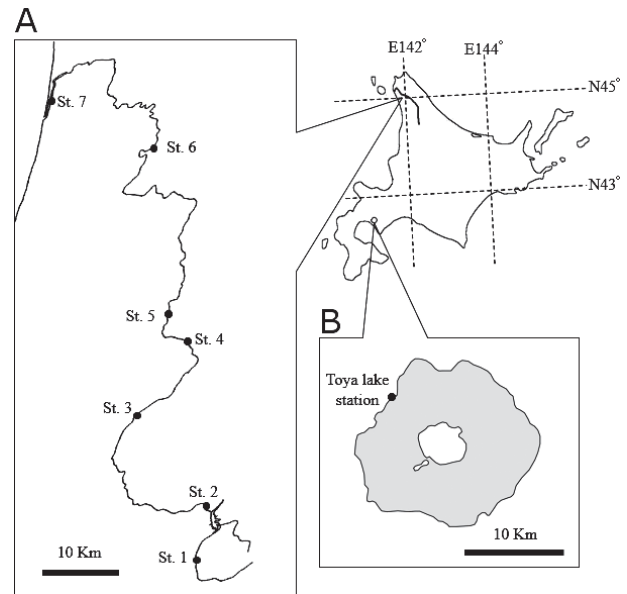 A
St. 7
St. 6
St. 5
St. 4
St. 3
St. 2
St. 1
10 Km
E142°
E144°
N45°
N43°
B
Toya lake
station
10 Km